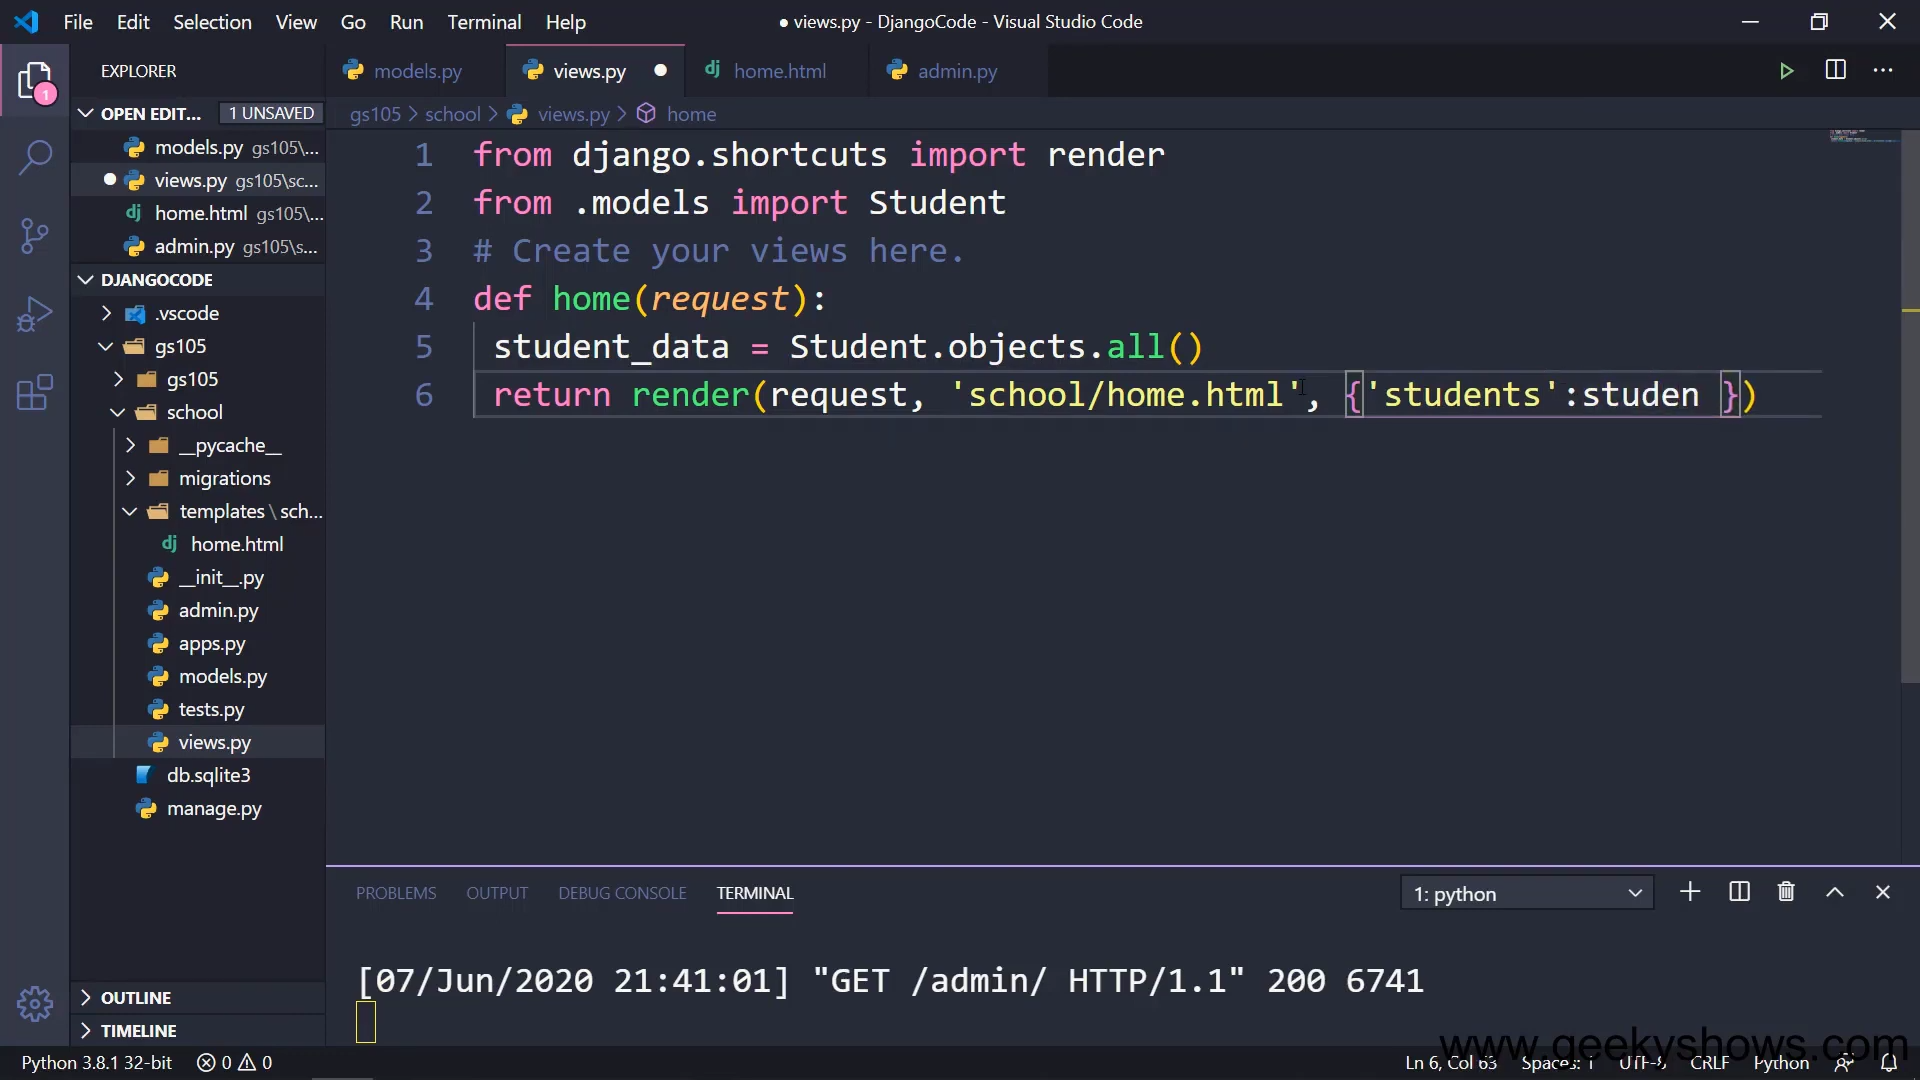 File Edit Selection View Go Run Terminal Help
● views.py - DjangoCode - Visual Studio Code
EXPLORER
1
OPEN EDIT... 1 UNSAVED
models.py gs105\...
views.py gs105\sc...
home.html gs105\...
admin.py gs105\s...
DJANGOCODE
.vscode
gs105
gs105
school
__pycache__
migrations
templates \ sch...
home.html
__init__.py
admin.py
apps.py
models.py
tests.py
views.py
db.sqlite3
manage.py
OUTLINE
TIMELINE
models.py views.py home.html admin.py
gs105 > school > views.py > home
1 from django.shortcuts import render
2 from .models import Student
3 # Create your views here.
4 def home(request):
5 student_data = Student.objects.all()
6 return render(request, 'school/home.html', {'students':studen })
PROBLEMS OUTPUT DEBUG CONSOLE TERMINAL
1: python
[07/Jun/2020 21:41:01] "GET /admin/ HTTP/1.1" 200 6741
www.geekyshows.com
Python 3.8.1 32-bit 0 0
Ln 6, Col 63 Spaces: 1 UTF-8 CRLF Python